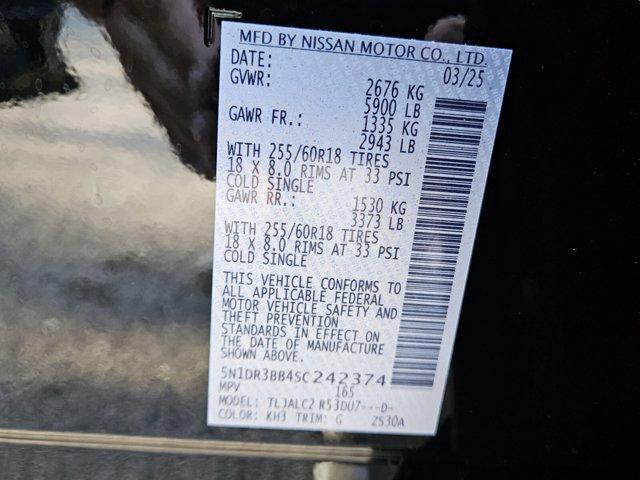 MFD BY NISSAN MOTOR CO., LTD.
DATE: 03/25
GVWR: 2676 KG
5900 LB
GAWR FR.: 1335 KG
2943 LB
WITH 255/60R18 TIRES
18 X 8.0 RIMS AT 33 PSI
COLD SINGLE
GAWR RR.: 1530 KG
3373 LB
WITH 255/60R18 TIRES
18 X 8.0 RIMS AT 33 PSI
COLD SINGLE
THIS VEHICLE CONFORMS TO
ALL APPLICABLE FEDERAL
MOTOR VEHICLE SAFETY AND
THEFT PREVENTION
STANDARDS IN EFFECT ON
THE DATE OF MANUFACTURE
SHOWN ABOVE.
5N1DR3BB4SC242374
MPV 165
MODEL: TLJALC2 R53DU7---D-
COLOR: KH3 TRIM: G 2S30A